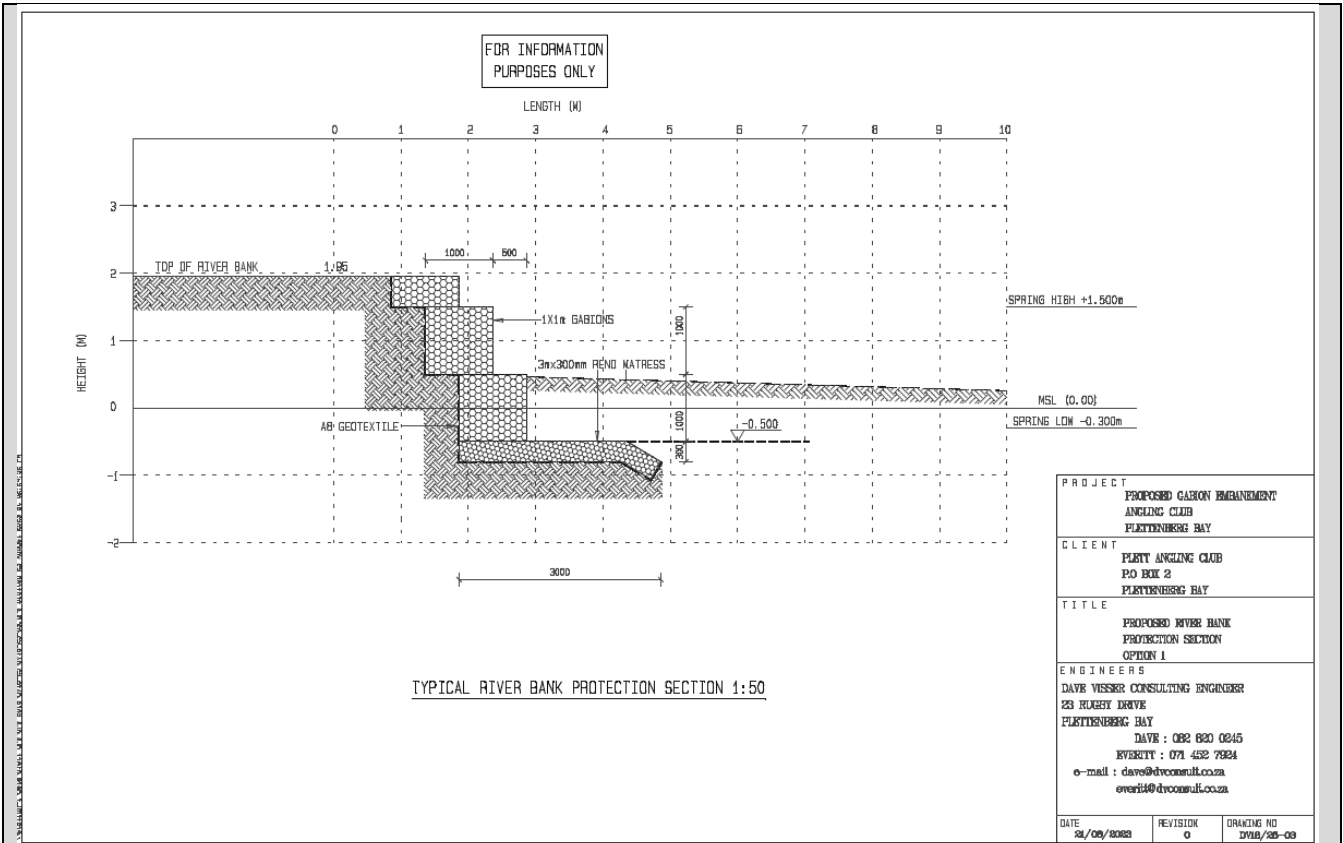 FOR INFORMATION
PURPOSES ONLY
LENGTH (M)
0 1 2 3 4 5 6 7 8 9 10
3
1000 500
TOP OF RIVER BANK 1.95
2
SPRING HIGH +1.500m
1X1m GABIONS
1000
1
HEIGHT (M)
3mx300mm RENO MATRESS
0
MSL (0.00)
SPRING LOW -0.300m
A8 GEOTEXTILE
1000
-0.500
300
-1
-2
3000
TYPICAL RIVER BANK PROTECTION SECTION 1:50
PROJECT
PROPOSED GABION EMBANKMENT
ANGLING CLUB
PLETTENBERG BAY
CLIENT
PLETT ANGLING CLUB
P.O BOX 2
PLETTENBERG BAY
TITLE
PROPOSED RIVER BANK
PROTECTION SECTION
OPTION 1
ENGINEERS
DAVE VISSER CONSULTING ENGINEER
23 RUGBY DRIVE
PLETTENBERG BAY
DAVE : 082 820 0245
EVERITT : 071 452 7924
e-mail : dave@dvconsult.co.za
everitt@dvconsult.co.za
DATE REVISION DRAWING NO
0